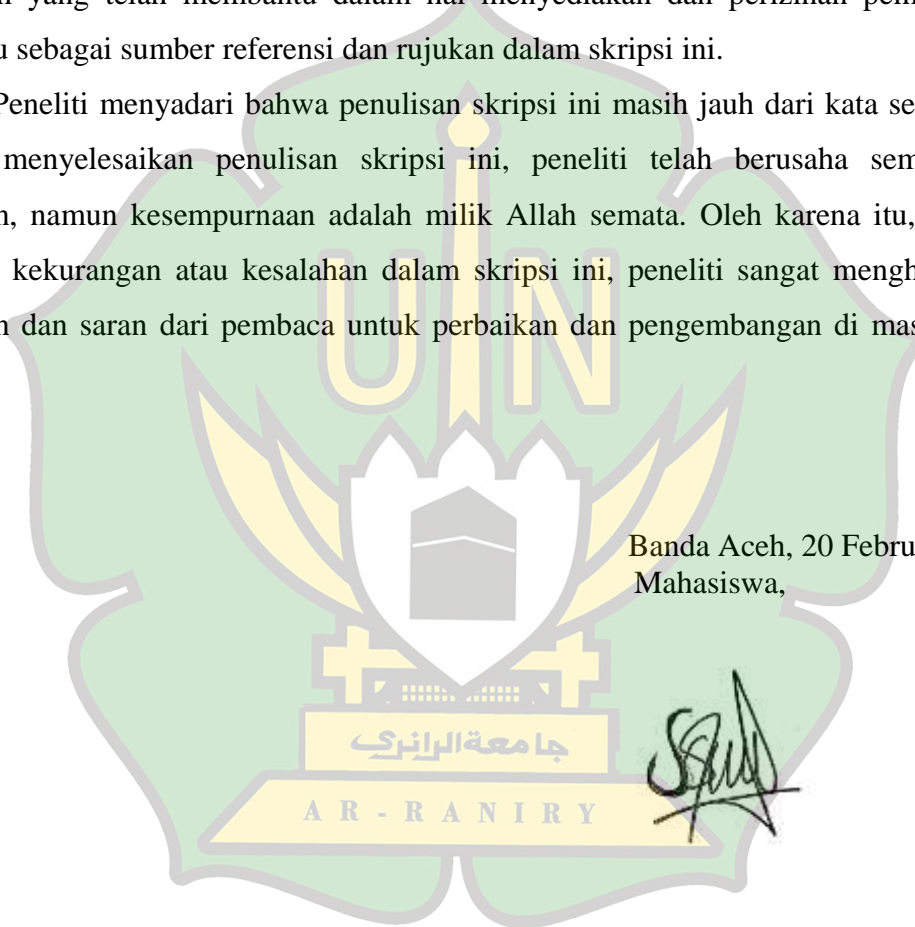 yang telah membantu dalam hal menyediakan dan perizinan
sebagai sumber referensi dan rujukan dalam skripsi ini.
Peneliti menyadari bahwa penulisan skripsi ini masih jauh dari kata se
menyelesaikan penulisan skripsi ini, peneliti telah berusaha sem
namun kesempurnaan adalah milik Allah semata. Oleh karena itu,
kekurangan atau kesalahan dalam skripsi ini, peneliti sangat mengh
dan saran dari pembaca untuk perbaikan dan pengembangan di mas
UIN
Banda Aceh, 20 Febru
Mahasiswa,
جامعة الرانري
AR-RANIRY